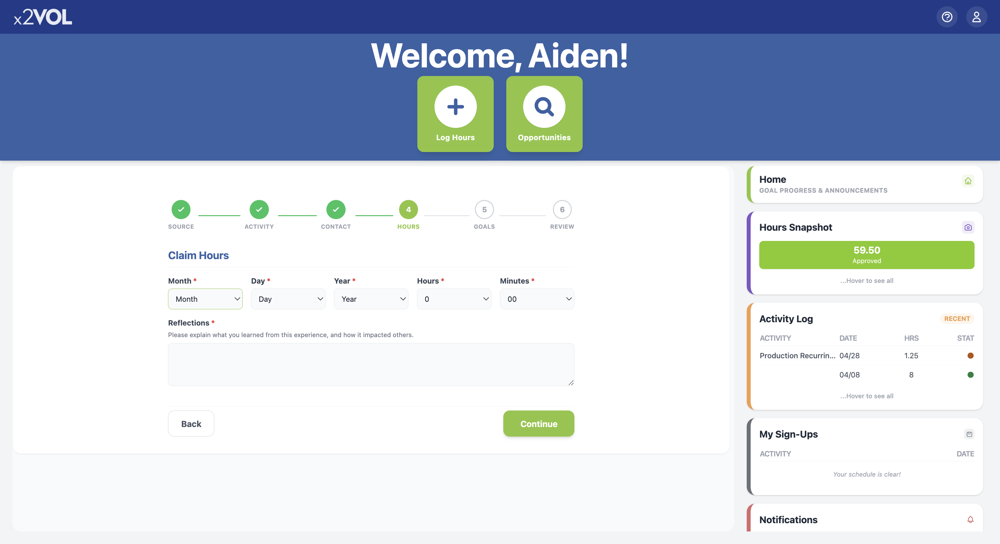 x2VOL
Welcome, Aiden!
Log Hours
Opportunities
SOURCE
ACTIVITY
CONTACT
4
HOURS
5
GOALS
6
REVIEW
Claim Hours
Month *
Day *
Year *
Hours *
Minutes *
Month
Day
Year
0
00
Reflections *
Please explain what you learned from this experience, and how it impacted others.
Back
Continue
Home
GOAL PROGRESS & ANNOUNCEMENTS
Hours Snapshot
59.50
Approved
...Hover to see all
Activity Log
RECENT
ACTIVITY DATE HRS STAT
Production Recurrin... 04/28 1.25
04/08 8
...Hover to see all
My Sign-Ups
ACTIVITY DATE
Your schedule is clear!
Notifications